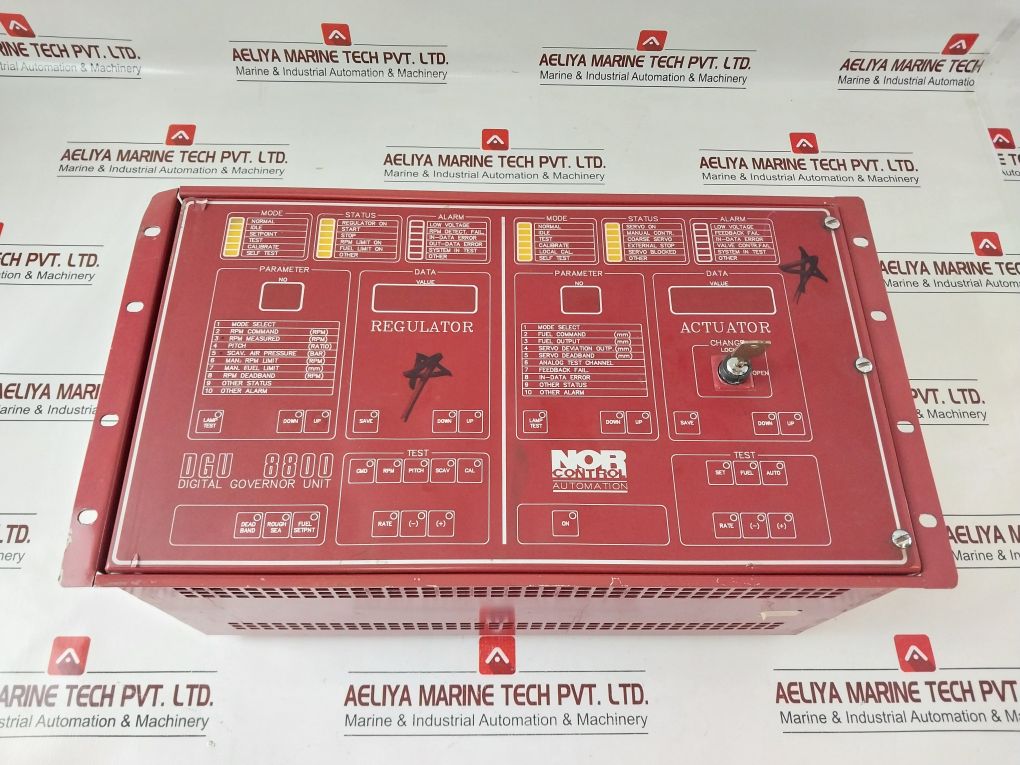 AELIYA MARINE TECH PVT. LTD.
Marine & Industrial Automation & Machinery
MODE
NORMAL
IDLE
SETPOINT
TEST
CALIBRATE
SELF TEST
STATUS
REGULATOR ON
START
STOP
RPM LIMIT ON
FUEL LIMIT ON
OTHER
ALARM
LOW VOLTAGE
RPM DETECT. FAIL.
IN-DATA ERROR
OUT-DATA ERROR
SYSTEM IN TEST
OTHER
PARAMETER
NO
1 MODE SELECT
2 RPM COMMAND (RPM)
3 RPM MEASURED (RPM)
4 PITCH (RATIO)
5 SCAV. AIR PRESSURE (BAR)
6 MAN. RPM LIMIT (RPM)
7 MAN. FUEL LIMIT (mm)
8 RPM DEADBAND (RPM)
9 OTHER STATUS
10 OTHER ALARM
LAMP TEST
DOWN
UP
DATA
VALUE
REGULATOR
SAVE
DOWN
UP
DGU 8800
DIGITAL GOVERNOR UNIT
DEAD BAND
ROUGH SEA
FUEL SETPNT
TEST
CMD
RPM
PITCH
SCAV
CAL
RATE
(-)
(+)
MODE
NORMAL
IDLE
TEST
CALIBRATE
LOCAL CAL.
SELF TEST
STATUS
SERVO ON
MANUAL CONTR.
COARSE SERVO
EXTERNAL STOP
SERVO BLOCKED
OTHER
ALARM
LOW VOLTAGE
FEEDBACK FAIL.
IN-DATA ERROR
VALVE CONTR.FAIL.
SYSTEM IN TEST
OTHER
PARAMETER
NO
1 MODE SELECT
2 FUEL COMMAND (mm)
3 FUEL OUTPUT (mm)
4 SERVO DEVIATION OUTP. (mm)
5 SERVO DEADBAND (mm)
6 ANALOG TEST CHANNEL
7 FEEDBACK FAIL.
8 IN-DATA ERROR
9 OTHER STATUS
10 OTHER ALARM
LAMP TEST
DOWN
UP
DATA
VALUE
ACTUATOR
CHANGE
OPEN
SAVE
DOWN
UP
NOR
CONTROL
AUTOMATION
ON
TEST
SET
FUEL
AUTO
RATE
(-)
(+)